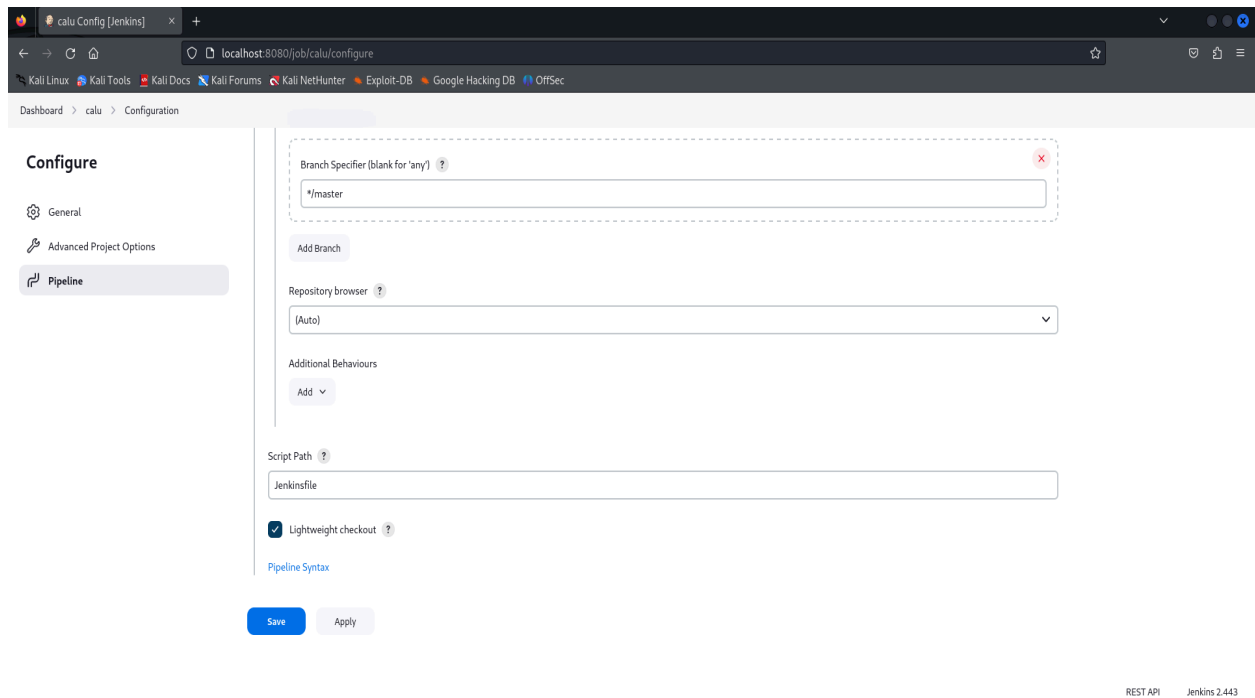 calu Config [Jenkins]
localhost:8080/job/calu/configure
Kali Linux Kali Tools Kali Docs Kali Forums Kali NetHunter Exploit-DB Google Hacking DB OffSec
Dashboard > calu > Configuration
Configure
General
Advanced Project Options
Pipeline
Branch Specifier (blank for 'any') ?
*/master
Add Branch
Repository browser ?
(Auto)
Additional Behaviours
Add
Script Path ?
Jenkinsfile
Lightweight checkout ?
Pipeline Syntax
Save Apply
REST API Jenkins 2.443